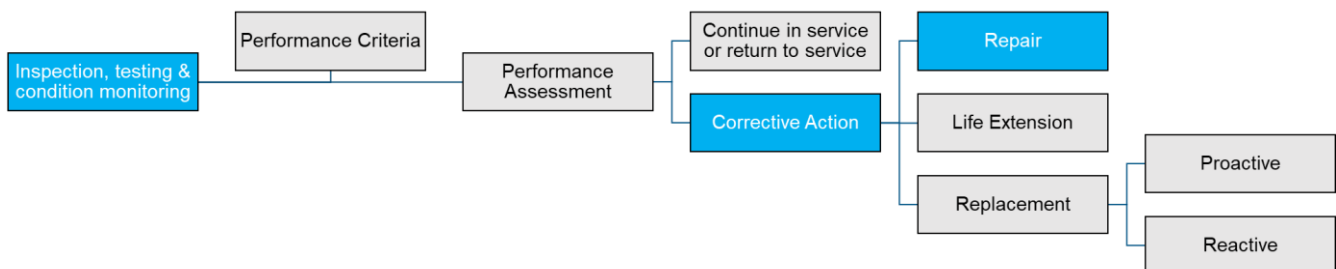 Inspection, testing &
condition monitoring
Performance Criteria
Performance
Assessment
Continue in service
or return to service
Corrective Action
Repair
Life Extension
Replacement
Proactive
Reactive